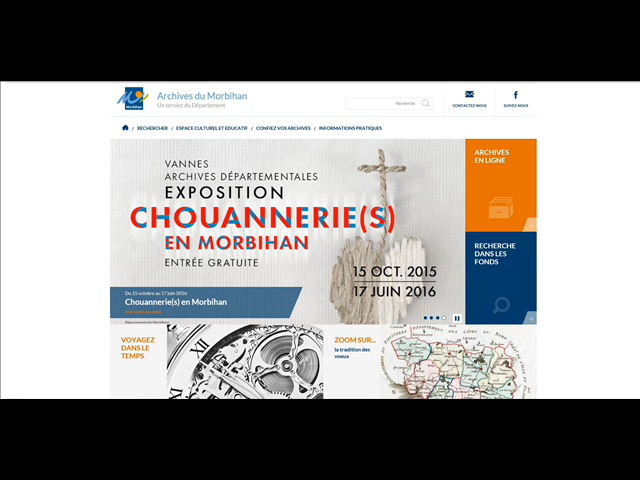 Morbihan
Archives du Morbihan
Un service du Département
Recherche
CONTACTEZ-NOUS
SUIVEZ-NOUS
/ RECHERCHER / ESPACE CULTUREL ET EDUCATIF / CONFIEZ VOS ARCHIVES / INFORMATIONS PRATIQUES
VANNES
ARCHIVES DÉPARTEMENTALES
EXPOSITION
CHOUANNERIE(S)
EN MORBIHAN
ENTRÉE GRATUITE
15 OCT. 2015
17 JUIN 2016
Du 15 octobre au 17 juin 2016
Chouannerie(s) en Morbihan
ARCHIVES
EN LIGNE
RECHERCHE
DANS LES
FONDS
VOYAGEZ
DANS LE
TEMPS
XII
ZOOM SUR...
la tradition des
voeux